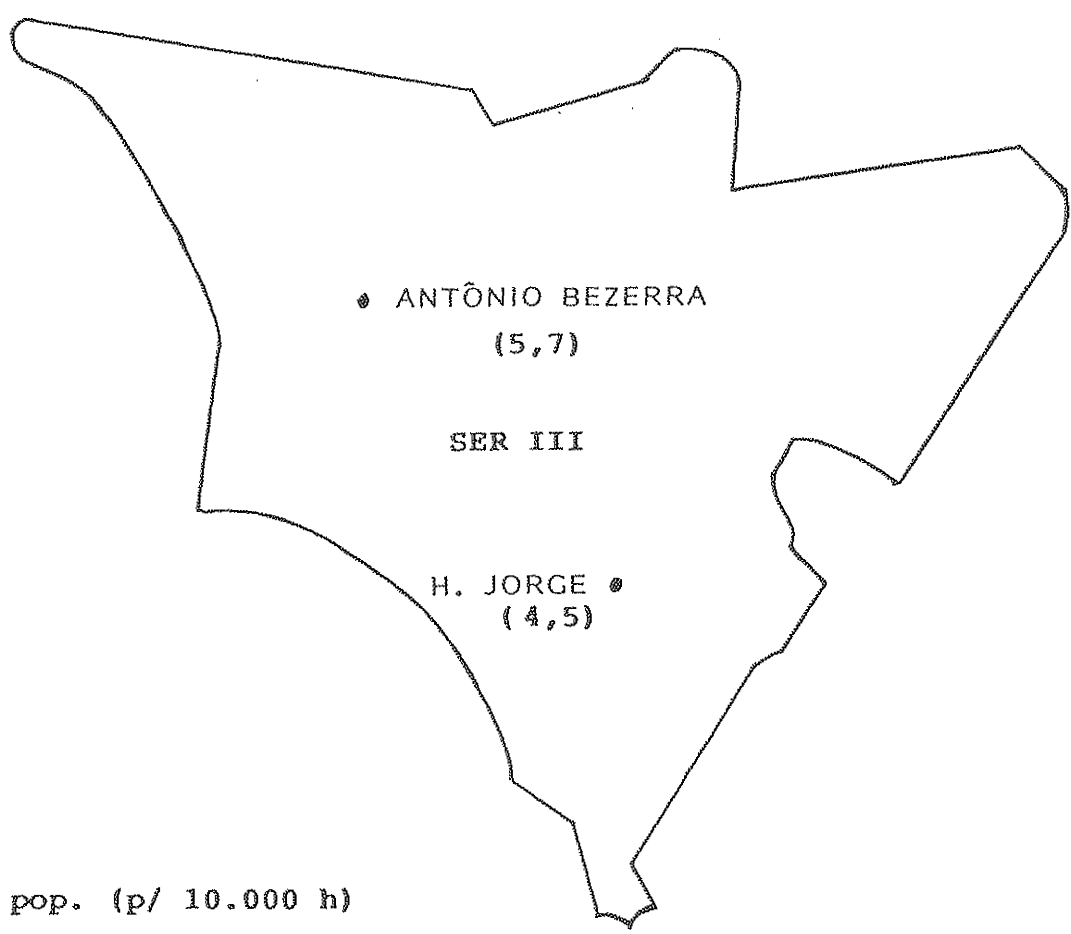 ANTÔNIO BEZERRA
(5,7)
SER III
H. JORGE
(4,5)
pop. (p/ 10.000 h)